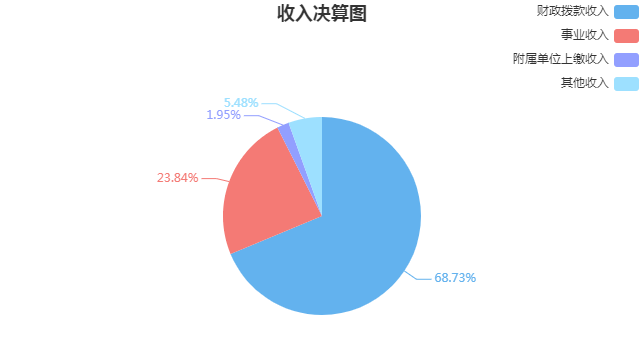 收入决算图
财政拨款收入
事业收入
附属单位上缴收入
其他收入
5.48%
1.95%
23.84%
68.73%